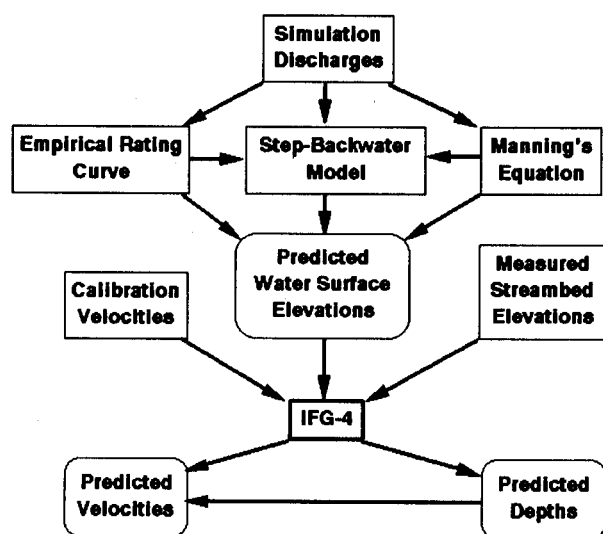 Simulation
Discharges
Empirical Rating
Curve
Step-Backwater
Model
Manning's
Equation
Predicted
Water Surface
Elevations
Calibration
Velocities
Measured
Streambed
Elevations
IFG-4
Predicted
Velocities
Predicted
Depths